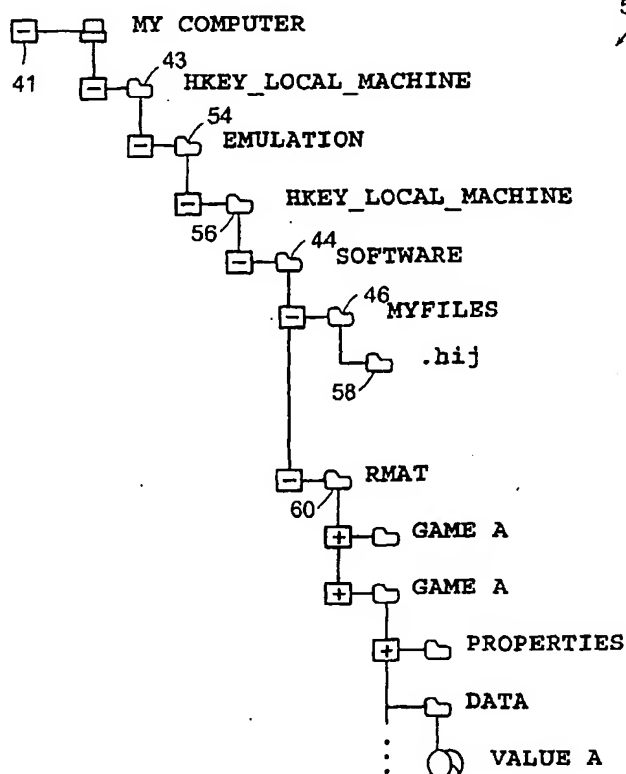 5
MY COMPUTER
41
43
HKEY_LOCAL_MACHINE
54
EMULATION
HKEY_LOCAL_MACHINE
56
44
SOFTWARE
46
MYFILES
.hij
58
RMAT
60
GAME A
GAME A
PROPERTIES
DATA
VALUE A